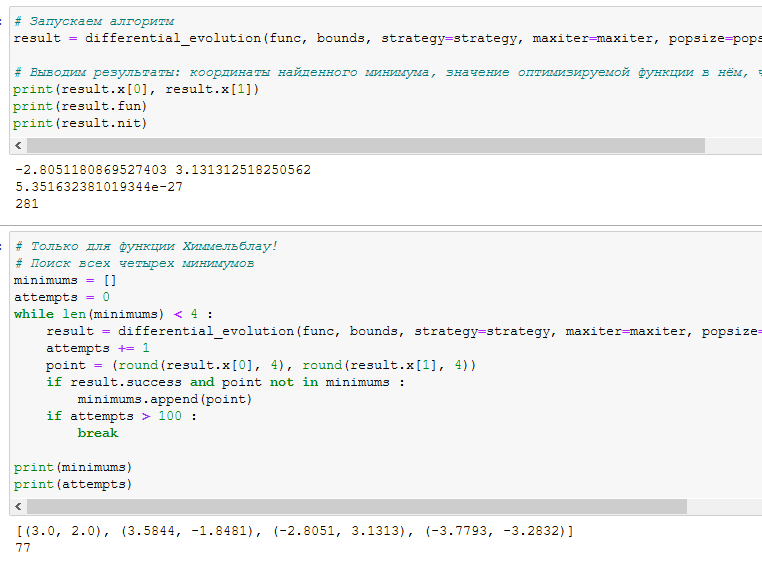 # Запускаем алгоритм
result = differential_evolution(func, bounds, strategy=strategy, maxiter=maxiter, popsize=pops
# Выводим результаты: координаты найденного минимума, значение оптимизируемой функции в нём, ч
print(result.x[0], result.x[1])
print(result.fun)
print(result.nit)
-2.8051180869527403 3.131312518250562
5.351632381019344e-27
281
# Только для функции Химмельблау!
# Поиск всех четырех минимумов
minimums = []
attempts = 0
while len(minimums) < 4 :
    result = differential_evolution(func, bounds, strategy=strategy, maxiter=maxiter, popsize=
    attempts += 1
    point = (round(result.x[0], 4), round(result.x[1], 4))
    if result.success and point not in minimums :
        minimums.append(point)
    if attempts > 100 :
        break
print(minimums)
print(attempts)
[(3.0, 2.0), (3.5844, -1.8481), (-2.8051, 3.1313), (-3.7793, -3.2832)]
77